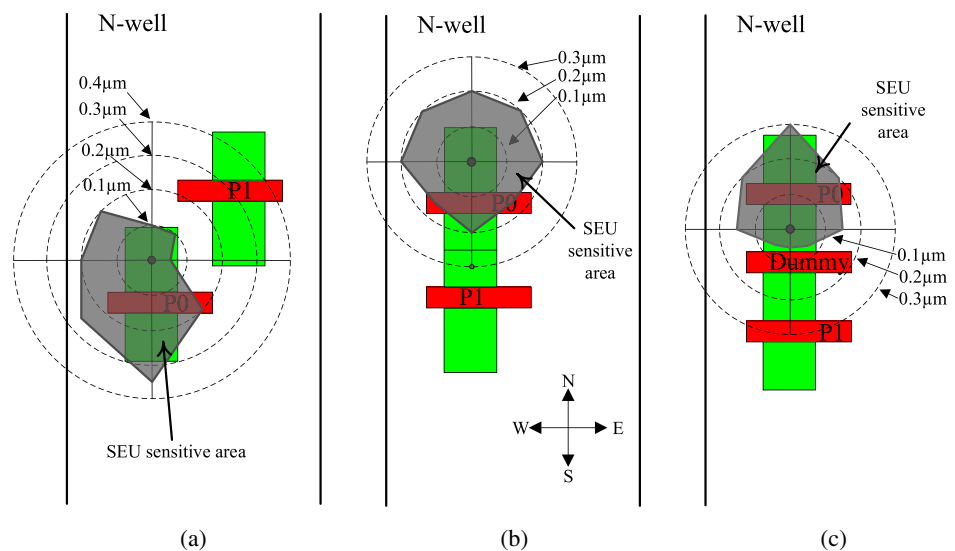 N-well
0.4µm
0.3µm
0.2µm
0.1µm
P1
P0
SEU sensitive area
(a)
N-well
0.3µm
0.2µm
0.1µm
P0
SEU
sensitive
area
P1
N
W
E
S
(b)
N-well
SEU
sensitive
area
P0
Dummy
0.1µm
0.2µm
0.3µm
P1
(c)